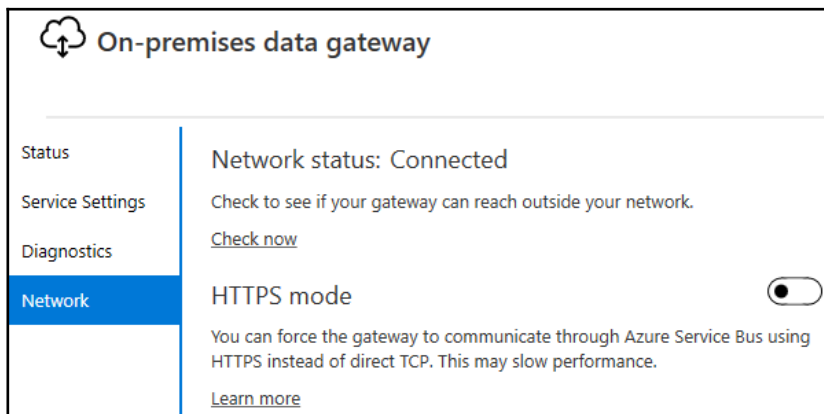 On-premises data gateway
Status
Service Settings
Diagnostics
Network
Network status: Connected
Check to see if your gateway can reach outside your network.
Check now
HTTPS mode
You can force the gateway to communicate through Azure Service Bus using
HTTPS instead of direct TCP. This may slow performance.
Learn more